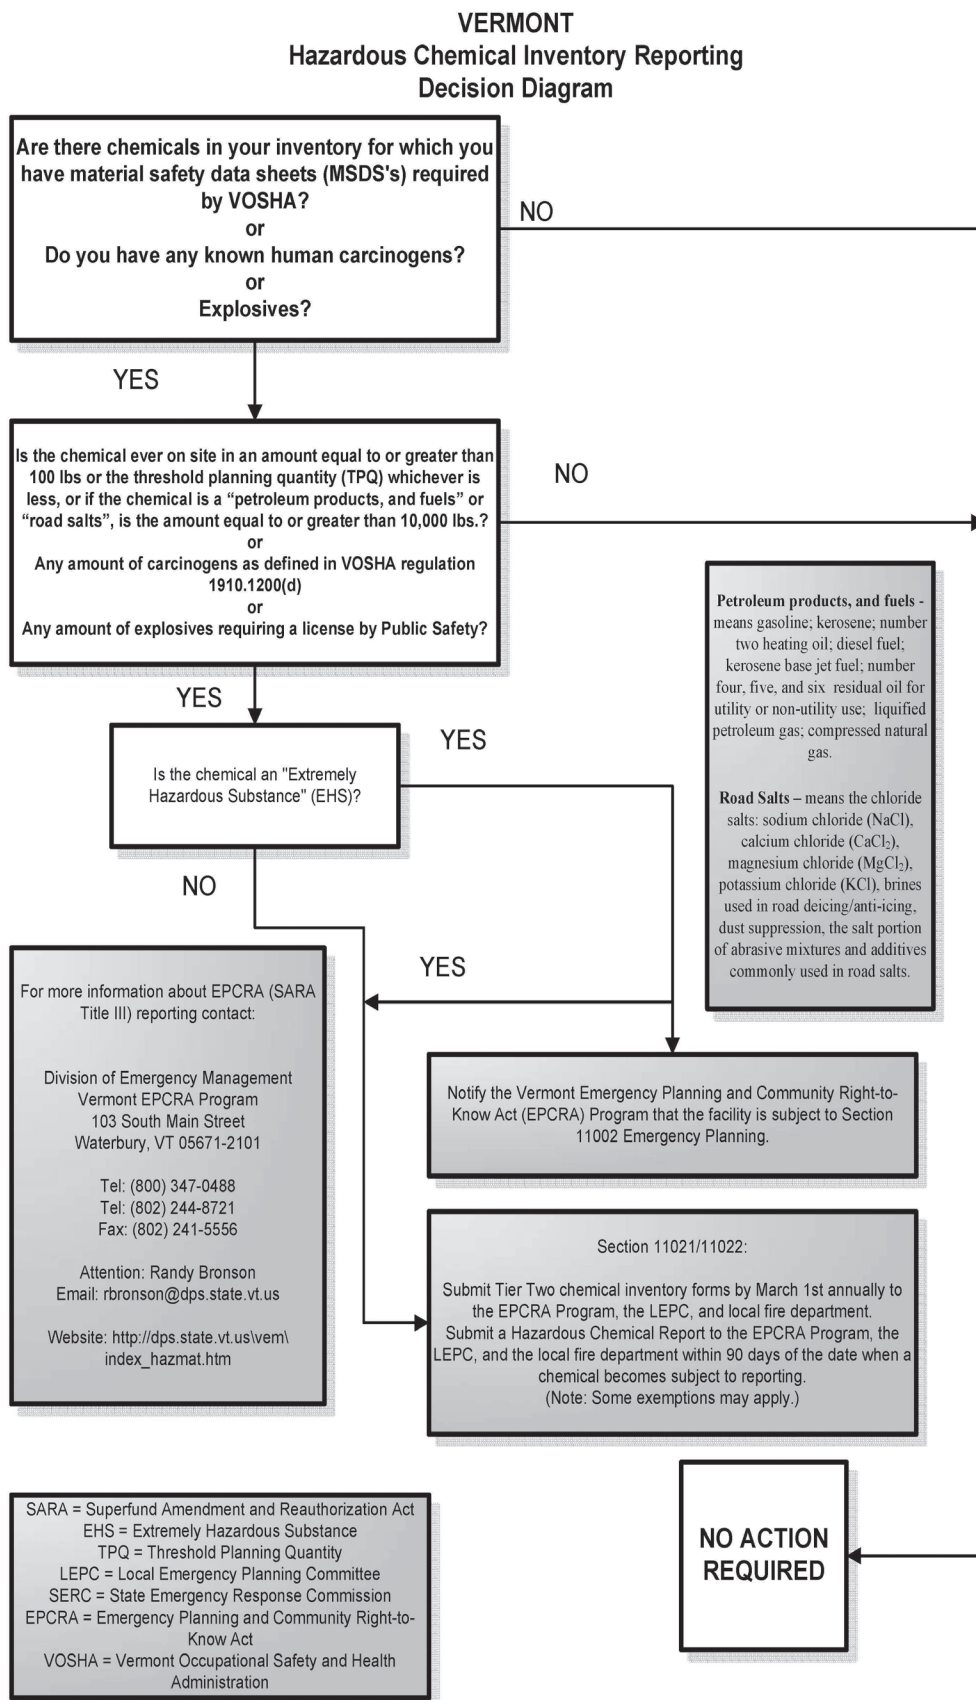 VERMONT
Hazardous Chemical Inventory Reporting
Decision Diagram
Are there chemicals in your inventory for which you
have material safety data sheets (MSDS's) required
by VOSHA?
or
Do you have any known human carcinogens?
or
Explosives?
NO
YES
Is the chemical ever on site in an amount equal to or greater than
100 lbs or the threshold planning quantity (TPQ) whichever is
less, or if the chemical is a “petroleum products, and fuels” or
“road salts”, is the amount equal to or greater than 10,000 lbs.?
or
Any amount of carcinogens as defined in VOSHA regulation
1910.1200(d)
or
Any amount of explosives requiring a license by Public Safety?
NO
YES
Petroleum products, and fuels -
means gasoline; kerosene; number
two heating oil; diesel fuel;
kerosene base jet fuel; number
four, five, and six residual oil for
utility or non-utility use; liquified
petroleum gas; compressed natural
gas.
Road Salts – means the chloride
salts: sodium chloride (NaCl),
calcium chloride (CaCl₂),
magnesium chloride (MgCl₂),
potassium chloride (KCl), brines
used in road deicing/anti-icing,
dust suppression, the salt portion
of abrasive mixtures and additives
commonly used in road salts.
Is the chemical an "Extremely
Hazardous Substance" (EHS)?
YES
NO
YES
For more information about EPCRA (SARA
Title III) reporting contact:
Division of Emergency Management
Vermont EPCRA Program
103 South Main Street
Waterbury, VT 05671-2101
Tel: (800) 347-0488
Tel: (802) 244-8721
Fax: (802) 241-5556
Attention: Randy Bronson
Email: rbronson@dps.state.vt.us
Website: http://dps.state.vt.us\vem\
index_hazmat.htm
Notify the Vermont Emergency Planning and Community Right-to-
Know Act (EPCRA) Program that the facility is subject to Section
11002 Emergency Planning.
Section 11021/11022:
Submit Tier Two chemical inventory forms by March 1st annually to
the EPCRA Program, the LEPC, and local fire department.
Submit a Hazardous Chemical Report to the EPCRA Program, the
LEPC, and the local fire department within 90 days of the date when a
chemical becomes subject to reporting.
(Note: Some exemptions may apply.)
SARA = Superfund Amendment and Reauthorization Act
EHS = Extremely Hazardous Substance
TPQ = Threshold Planning Quantity
LEPC = Local Emergency Planning Committee
SERC = State Emergency Response Commission
EPCRA = Emergency Planning and Community Right-to-
Know Act
VOSHA = Vermont Occupational Safety and Health
Administration
NO ACTION
REQUIRED